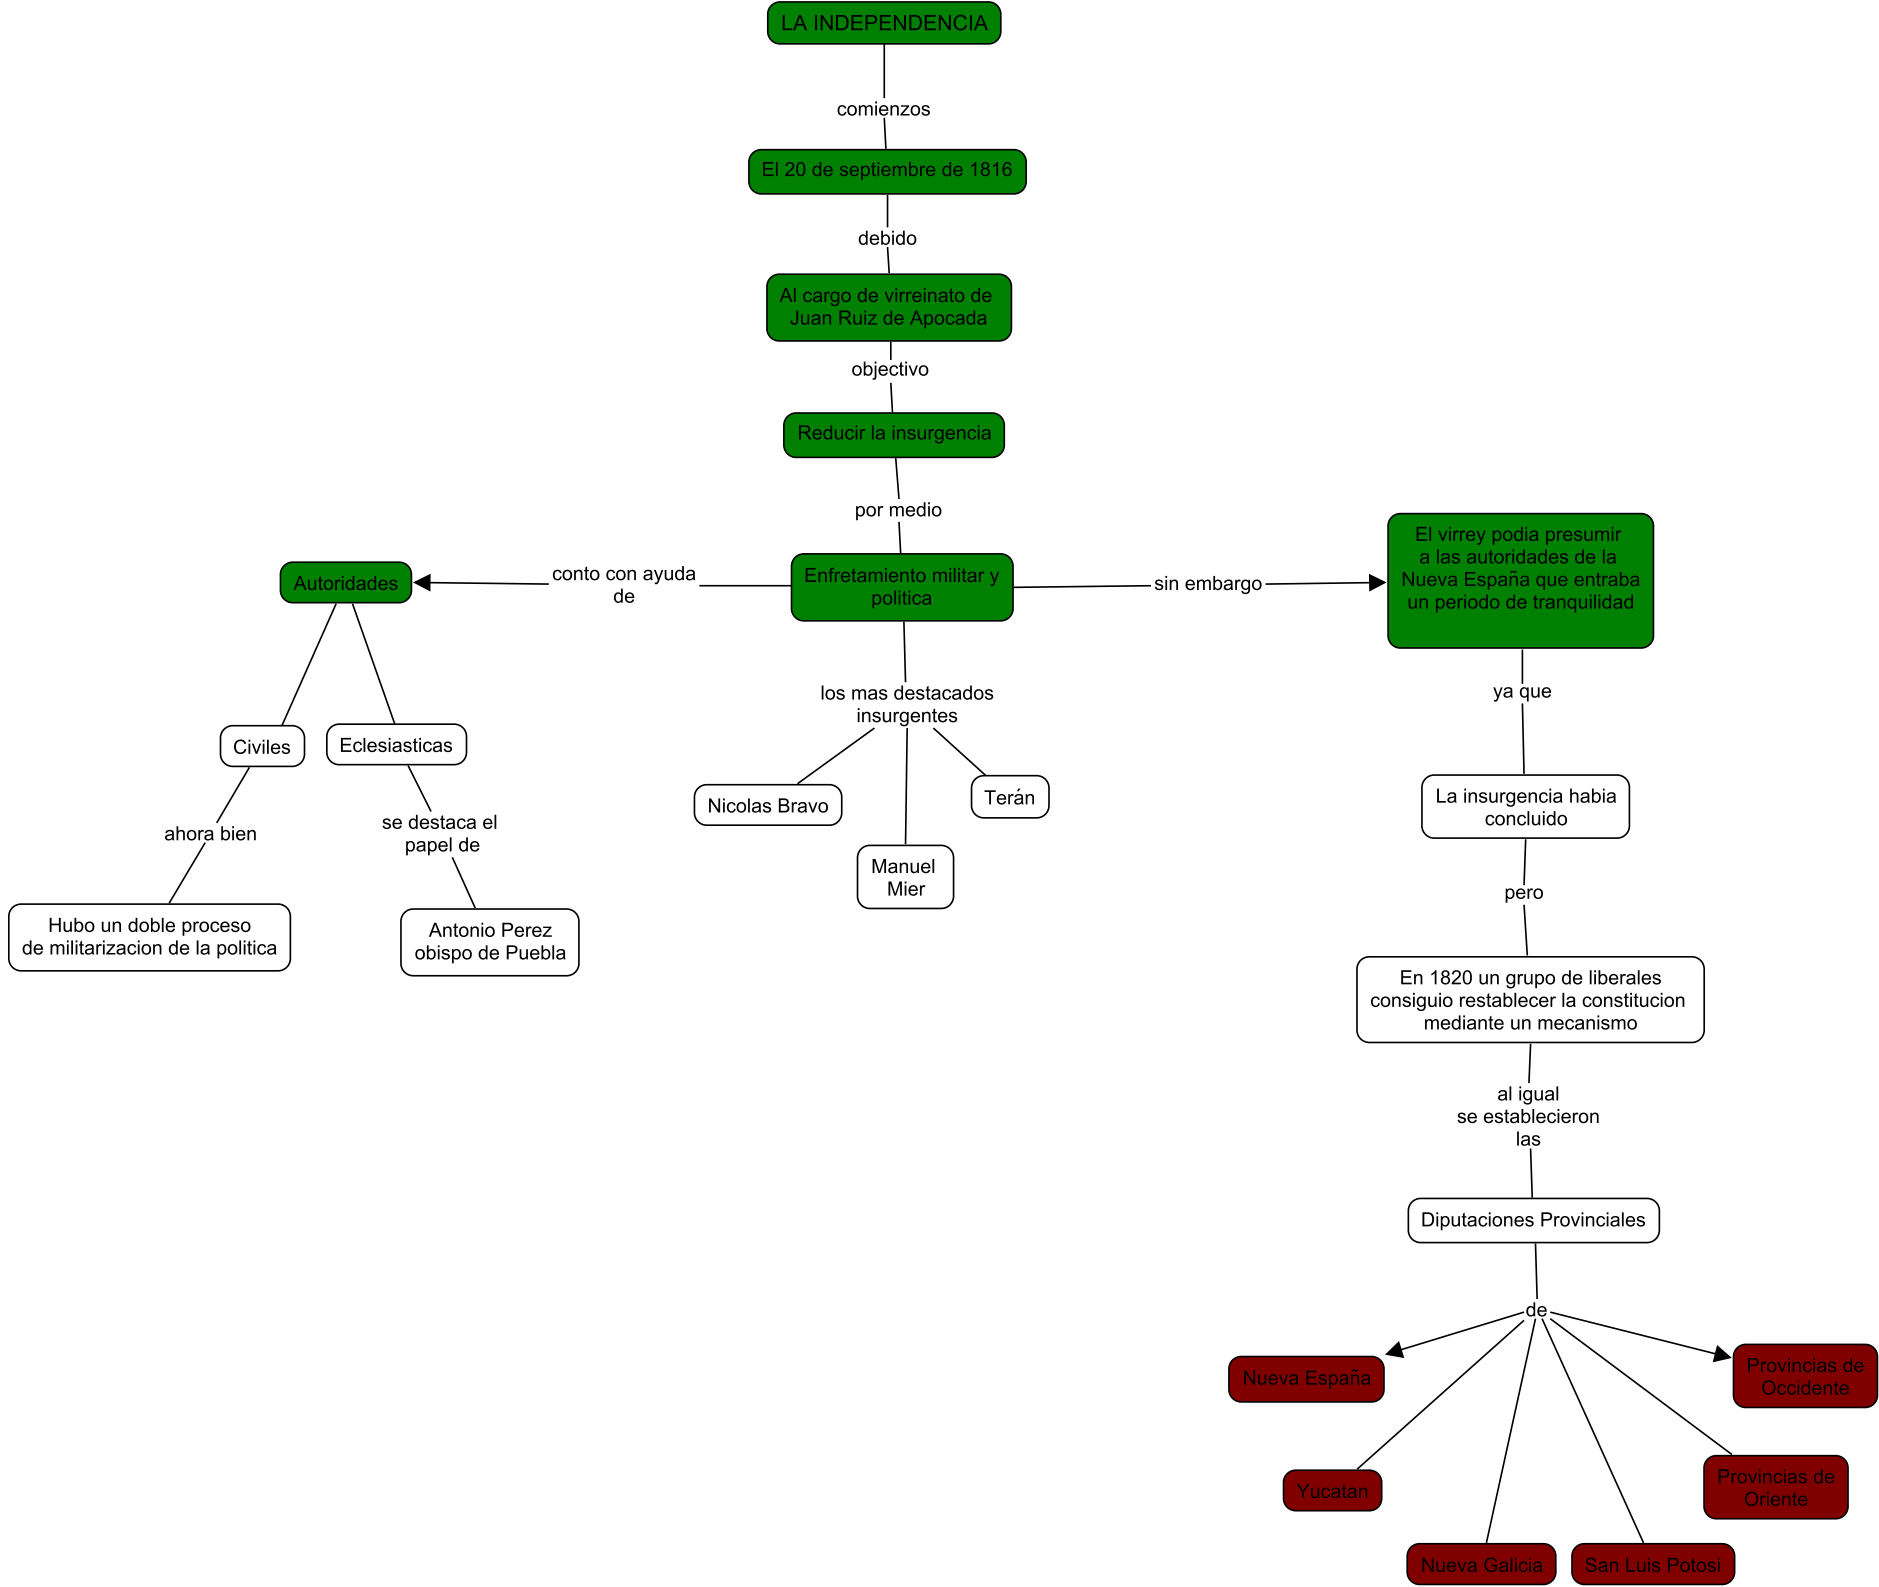 LA INDEPENDENCIA
comienzos
El 20 de septiembre de 1816
debido
Al cargo de virreinato de
Juan Ruiz de Apocada
objectivo
Reducir la insurgencia
por medio
Enfretamiento militar y
politica
conto con ayuda
de
Autoridades
Civiles
ahora bien
Hubo un doble proceso
de militarizacion de la politica
Eclesiasticas
se destaca el
papel de
Antonio Perez
obispo de Puebla
los mas destacados
insurgentes
Nicolas Bravo
Manuel
Mier
Terán
sin embargo
El virrey podia presumir
a las autoridades de la
Nueva España que entraba
un periodo de tranquilidad
ya que
La insurgencia habia
concluido
pero
En 1820 un grupo de liberales
consiguio restablecer la constitucion
mediante un mecanismo
al igual
se establecieron
las
Diputaciones Provinciales
de
Nueva España
Yucatan
Nueva Galicia
San Luis Potosi
Provincias de
Oriente
Provincias de
Occidente